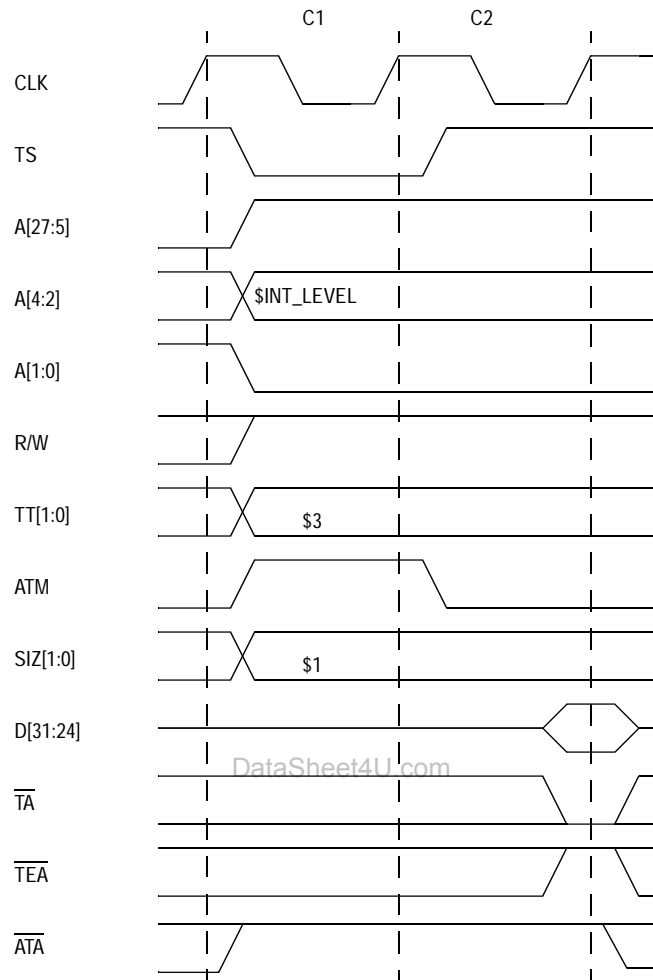 C1 C2
CLK
TS
A[27:5]
A[4:2] $INT_LEVEL
A[1:0]
R/W
TT[1:0] $3
ATM
SIZ[1:0] $1
D[31:24]
DataSheet4U.com
TA
TEA
ATA